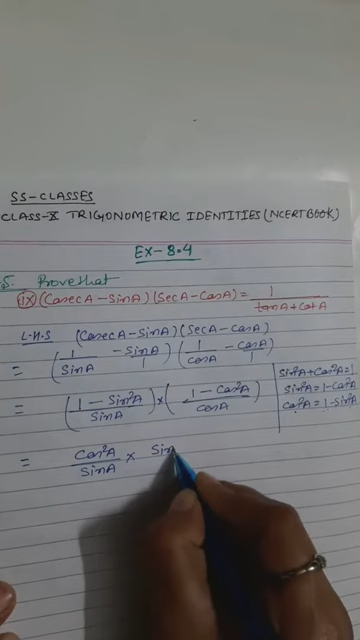 SS-CLASSES
CLASS-X TRIGONOMETRIC IDENTITIES (NCERT BOOK)
EX-8.4
5. Prove that
(ix) (CosecA - SinA) (SecA - CosA) = 1/(tanA + CotA)
L.H.S (CosecA - SinA) (SecA - CosA)
= (1/SinA - SinA/1) (1/CosA - CosA/1)
= ((1 - Sin²A)/SinA) × ((1 - Cos²A)/CosA)
Sin²A + Cos²A = 1
Sin²A = 1 - Cos²A
Cos²A = 1 - Sin²A
= Cos²A/SinA × Sin